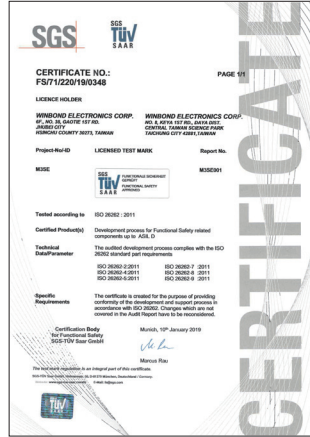 SGS
SGS
TÜV
SAAR
CERTIFICATE NO.:
FS/71/220/19/0348
PAGE 1/1
LICENCE HOLDER
WINBOND ELECTRONICS CORP.
6F., NO. 38, GAOTIE 1ST
RD.
JHUBEI CITY
HSINCHU COUNTY 30273, TAIWAN
WINBOND ELECTRONICS CORP.
NO. 8, KEYA 1ST RD., DAYA DIST.
CENTRAL TAIWAN SCIENCE PARK
TAICHUNG CITY 42881, TAIWAN
Project-No/-ID LICENSED TEST MARK Report No.
M3SE
SGS
TÜV
SAAR
FUNKTIONALE SICHERHEIT
GEPRÜFT
FUNCTIONAL SAFETY
APPROVED
M3SE001
Tested according to ISO 26262 : 2011
Certified Product(s) Development process for Functional Safety related
components up to ASIL D
Technical
Data/Parameter
The audited development process complies with the ISO
26262 standard part requirements
ISO 26262-2:2011 ISO 26262-7 :2011
ISO 26262-4:2011 ISO 26262-8 :2011
ISO 26262-5:2011 ISO 26262-9 :2011
Specific
Requirements
The certificate is created for the purpose of providing
conformity of the development and support process in
accordance with ISO 26262. Changes which are not
covered in the Audit Report have to be reconsidered.
Certification Body
for Functional Safety
SGS-TÜV Saar GmbH
Munich, 10th January 2019
Marcus Rau
The test mark regulation is an integral part of this certificate.
TÜV
CERTIFICATE